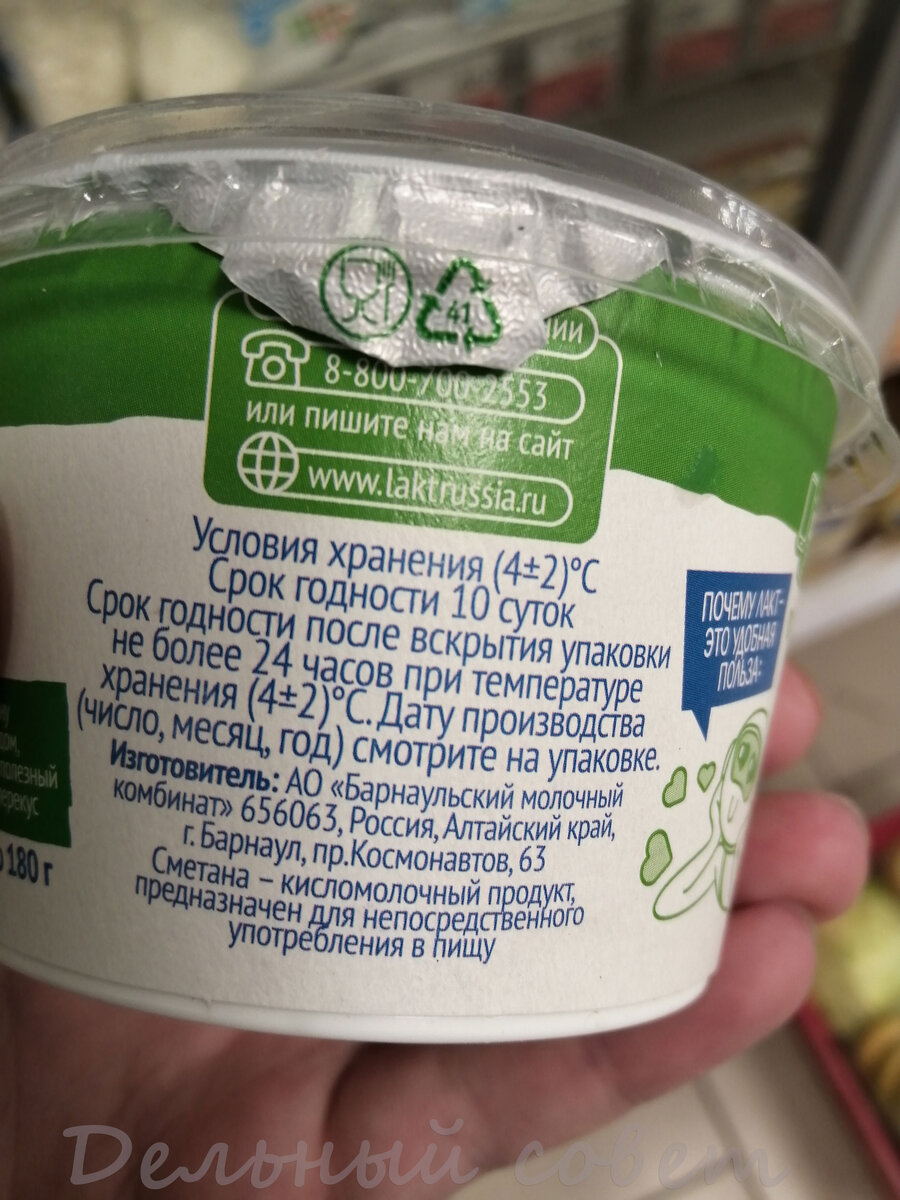 41
ии
8-800-700-2553
или пишите нам на сайт
www.laktrussia.ru
Условия хранения (4±2)°С
Срок годности 10 суток
Срок годности после вскрытия упаковки
не более 24 часов при температуре
хранения (4±2)°С. Дату производства
(число, месяц, год) смотрите на упаковке.
Изготовитель: АО «Барнаульский молочный
комбинат» 656063, Россия, Алтайский край,
г. Барнаул, пр.Космонавтов, 63
Сметана – кисломолочный продукт,
предназначен для непосредственного
употребления в пищу
ПОЧЕМУ ЛАКТ–
ЭТО УДОБНАЯ
ПОЛЬЗА:
полезный
перекус
180 г
Дельный совет